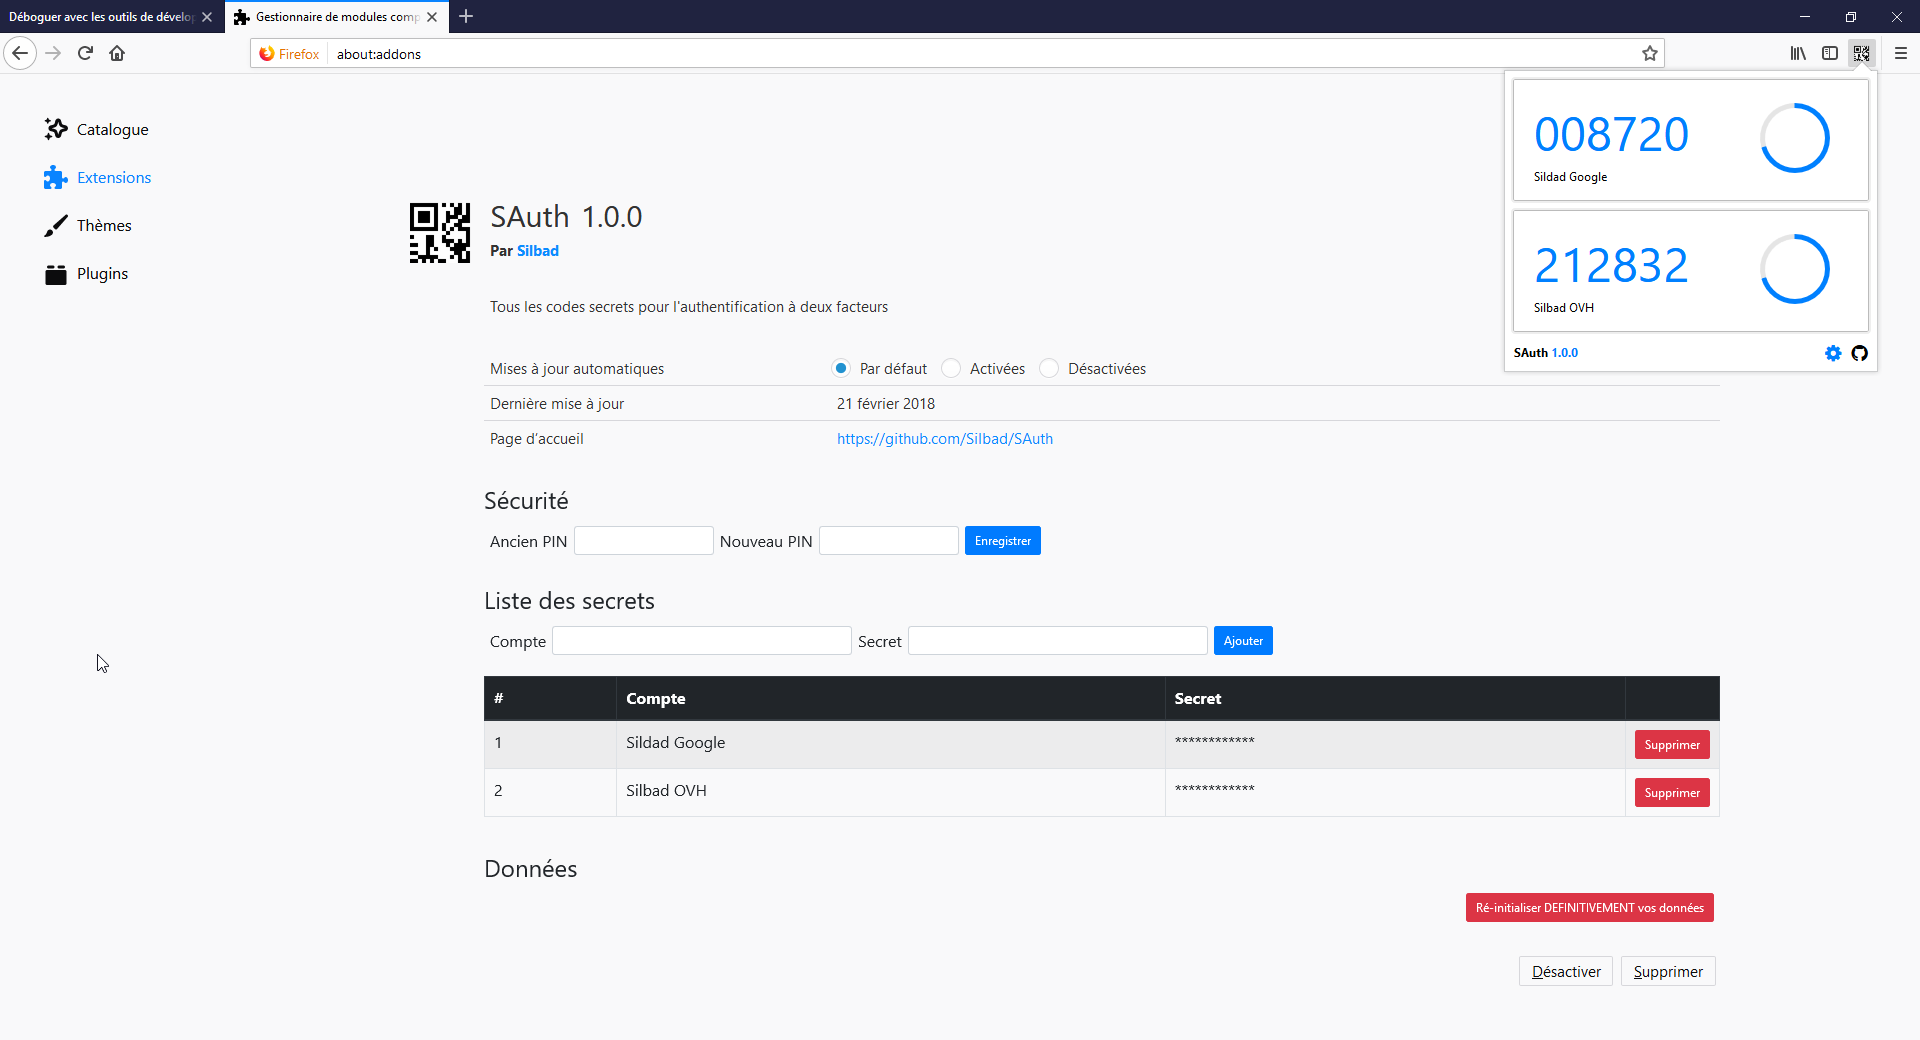 Déboguer avec les outils de dévelop
Gestionnaire de modules comp
Firefox
about:addons
Catalogue
Extensions
Thèmes
Plugins
SAuth 1.0.0
Par Silbad
Tous les codes secrets pour l'authentification à deux facteurs
Mises à jour automatiques Par défaut Activées Désactivées
Dernière mise à jour 21 février 2018
Page d’accueil https://github.com/Silbad/SAuth
Sécurité
Ancien PIN Nouveau PIN Enregistrer
Liste des secrets
Compte Secret Ajouter
# Compte Secret
1 Sildad Google ************ Supprimer
2 Silbad OVH ************ Supprimer
Données
Ré-initialiser DEFINITIVEMENT vos données
Désactiver Supprimer
008720
Sildad Google
212832
Silbad OVH
SAuth 1.0.0